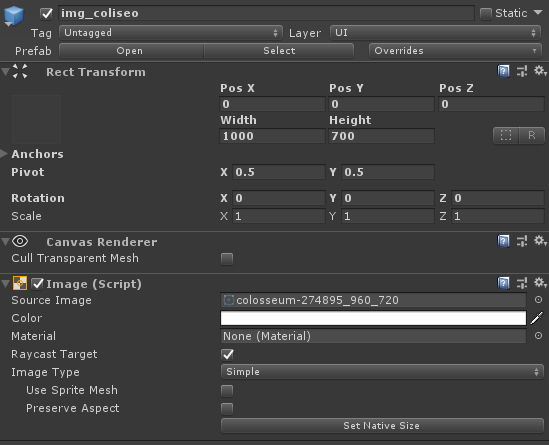 img_coliseo Static
Tag Untagged Layer UI
Prefab Open Select Overrides
Rect Transform
Pos X Pos Y Pos Z
0 0 0
Width Height
1000 700
R
Anchors
Pivot X 0.5 Y 0.5
Rotation X 0 Y 0 Z 0
Scale X 1 Y 1 Z 1
Canvas Renderer
Cull Transparent Mesh
Image (Script)
Source Image colosseum-274895_960_720
Color
Material None (Material)
Raycast Target
Image Type Simple
Use Sprite Mesh
Preserve Aspect
Set Native Size